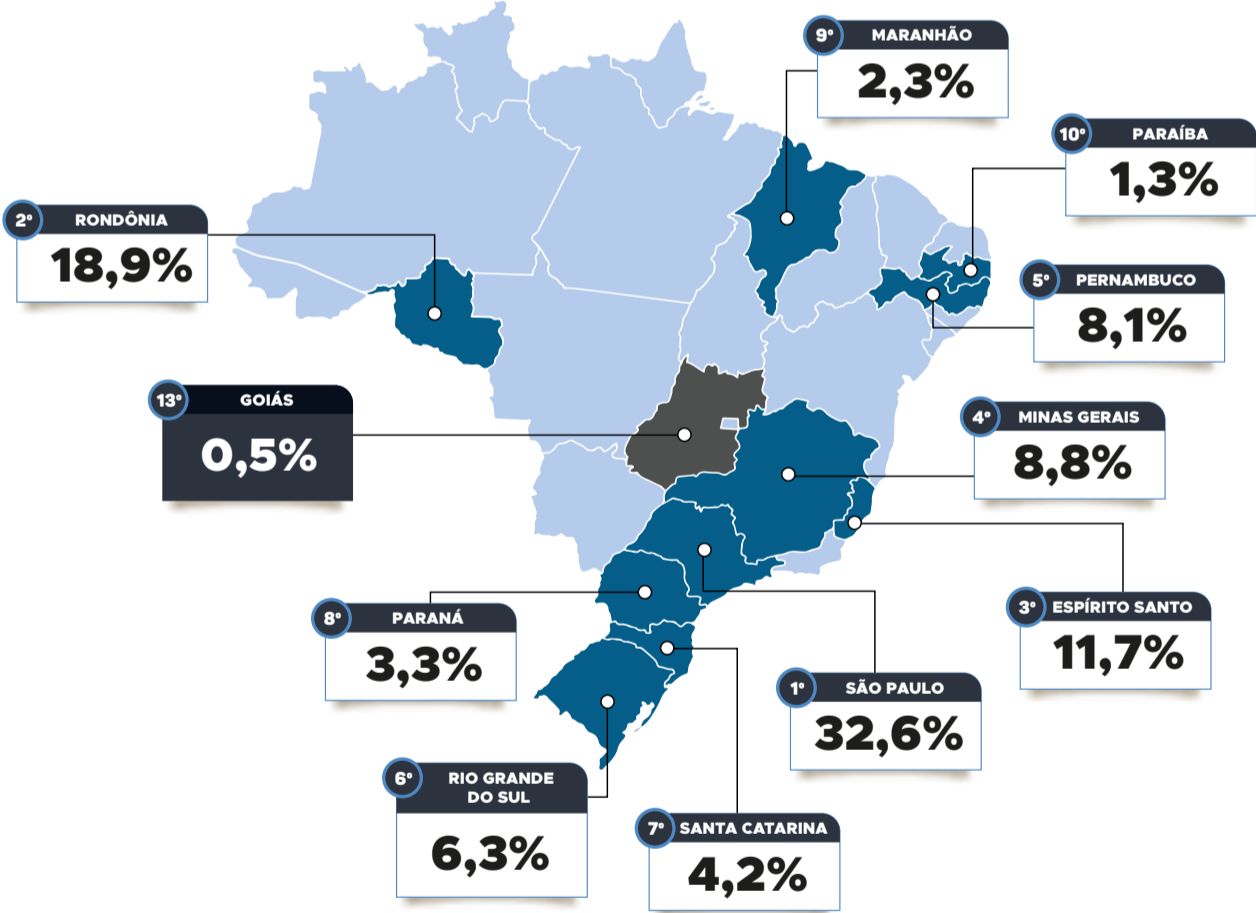 9º MARANHÃO
2,3%
10º PARAÍBA
1,3%
2º RONDÔNIA
18,9%
5º PERNAMBUCO
8,1%
13º GOIÁS
0,5%
4º MINAS GERAIS
8,8%
3º ESPÍRITO SANTO
11,7%
8º PARANÁ
3,3%
1º SÃO PAULO
32,6%
6º RIO GRANDE
DO SUL
6,3%
7º SANTA CATARINA
4,2%